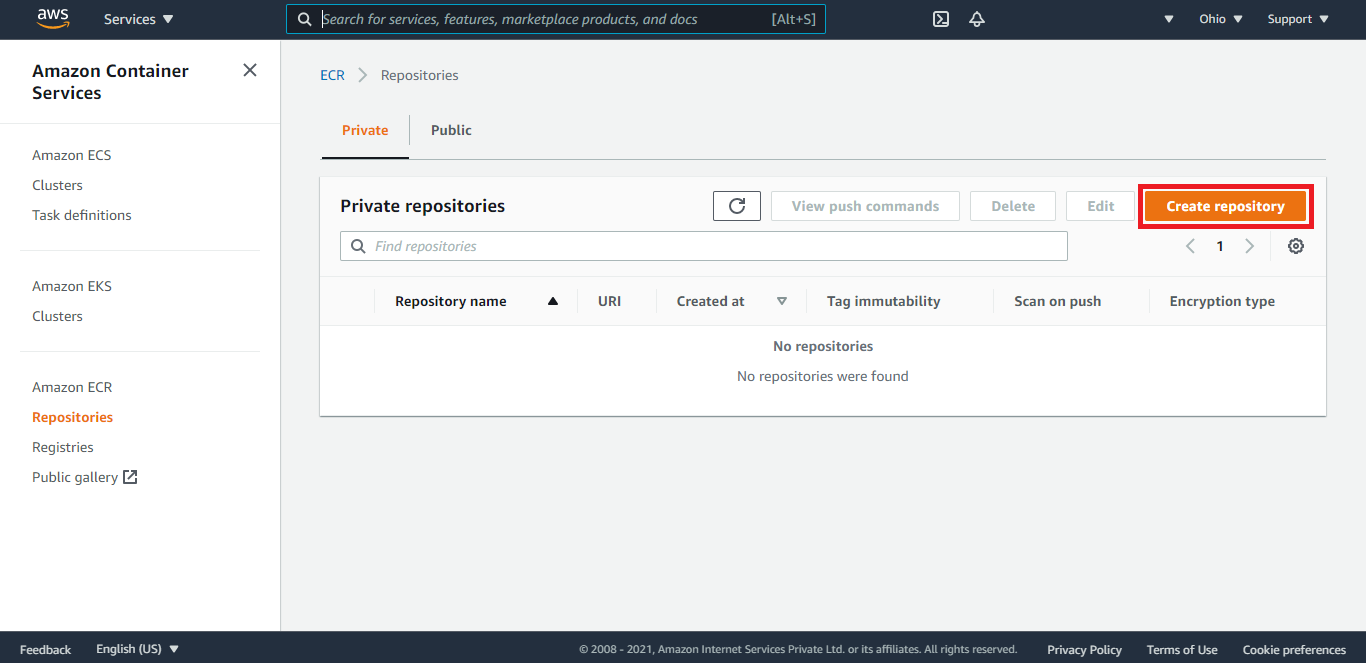 aws
Services
Search for services, features, marketplace products, and docs [Alt+S]
Ohio
Support
Amazon Container
Services
Amazon ECS
Clusters
Task definitions
Amazon EKS
Clusters
Amazon ECR
Repositories
Registries
Public gallery
ECR > Repositories
Private
Public
Private repositories
View push commands
Delete
Edit
Create repository
Find repositories
1
Repository name
URI
Created at
Tag immutability
Scan on push
Encryption type
No repositories
No repositories were found
Feedback
English (US)
© 2008 - 2021, Amazon Internet Services Private Ltd. or its affiliates. All rights reserved.
Privacy Policy
Terms of Use
Cookie preferences